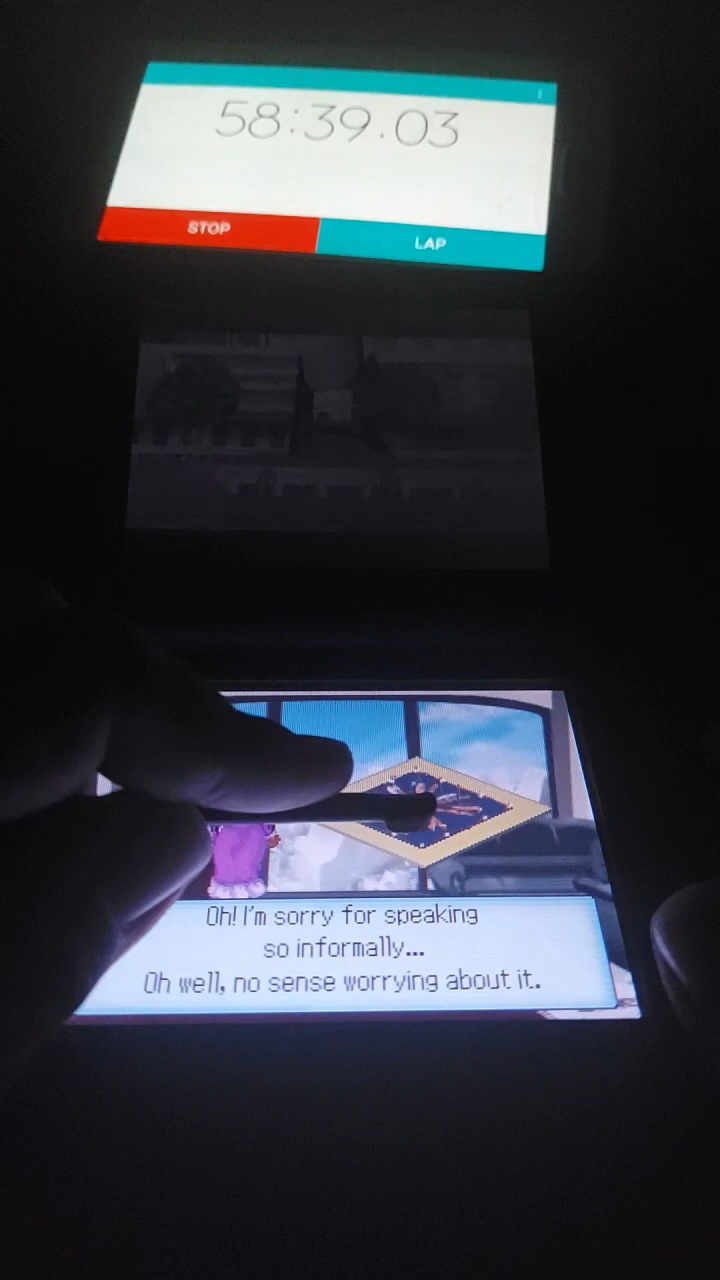 58:39.03
STOP
LAP
Oh! I'm sorry for speaking
so informally...
Oh well, no sense worrying about it.